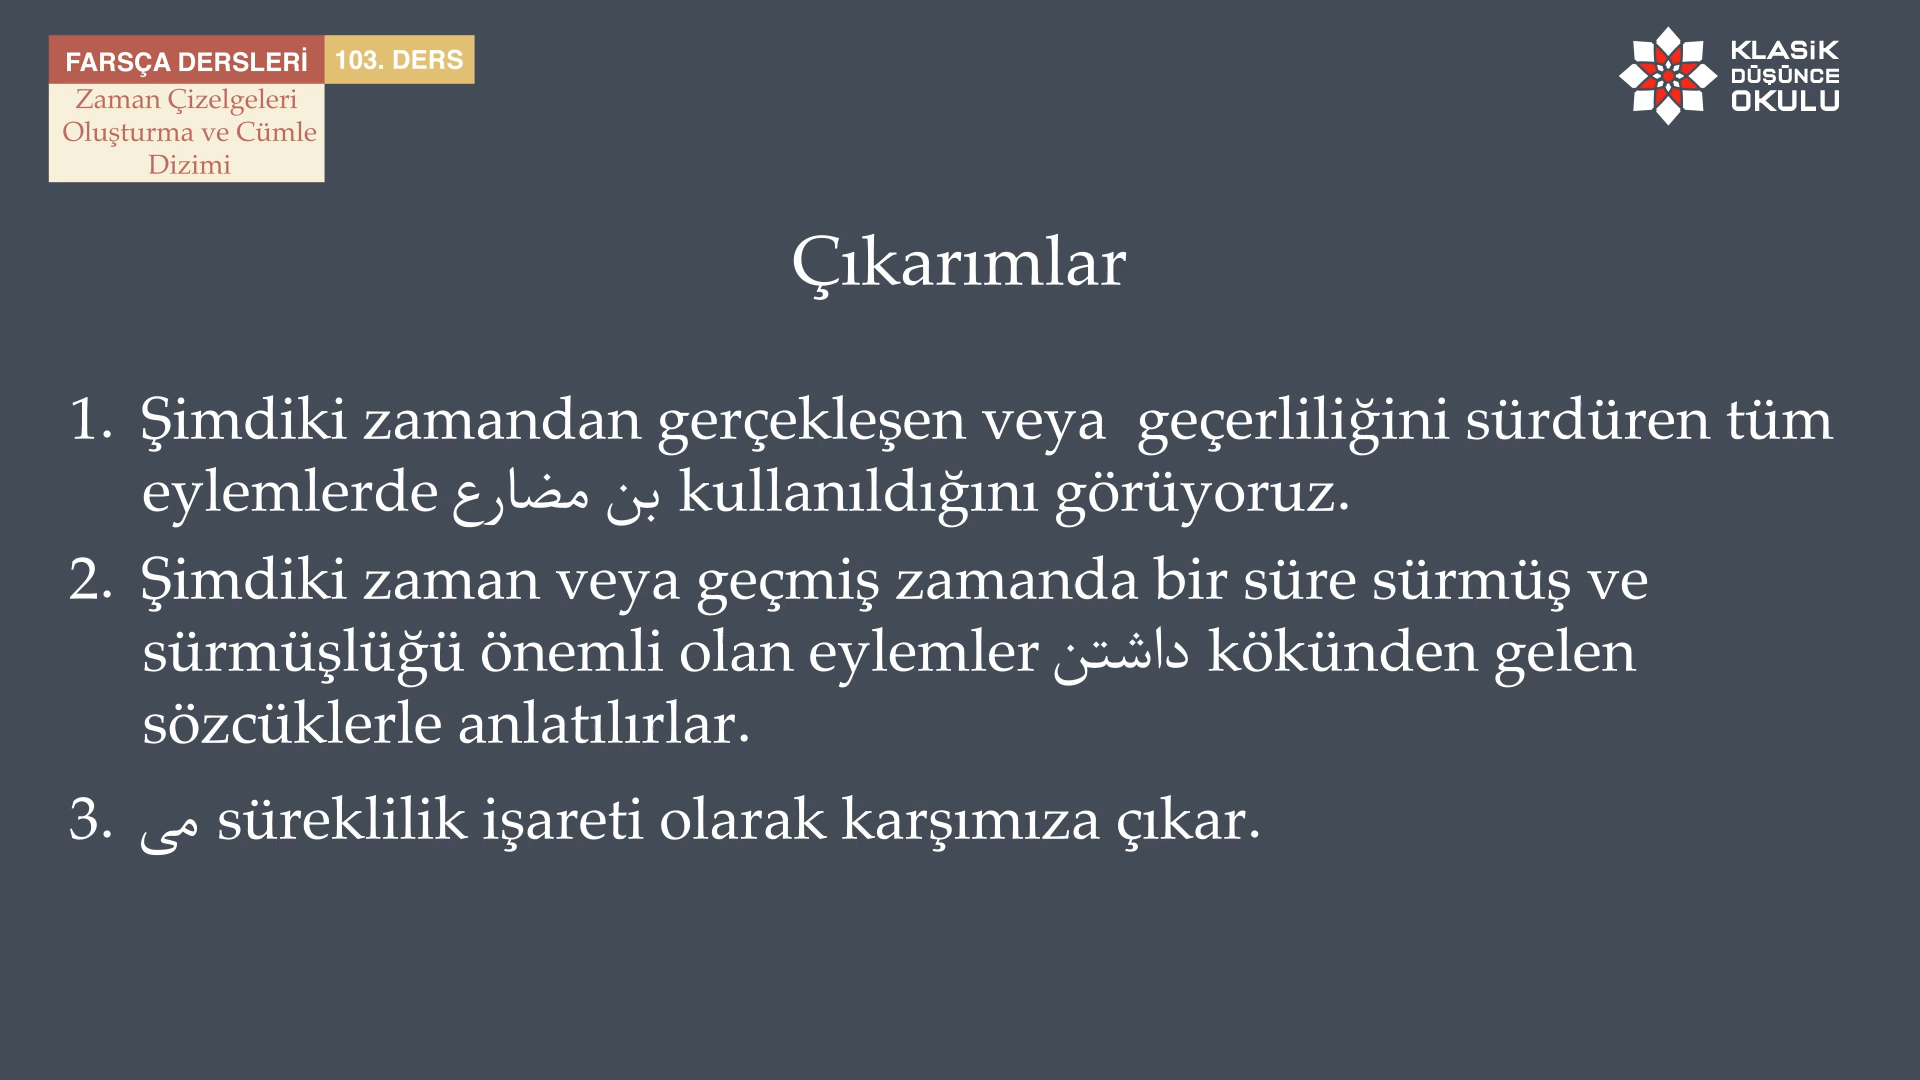 FARSÇA DERSLERİ 103. DERS
Zaman Çizelgeleri
Oluşturma ve Cümle
Dizimi
KLASiK
DÜŞÜNCE
OKULU
Çıkarımlar
1. Şimdiki zamandan gerçekleşen veya  geçerliliğini sürdüren tüm
eylemlerde بن مضارع kullanıldığını görüyoruz.
2. Şimdiki zaman veya geçmiş zamanda bir süre sürmüş ve
sürmüşlüğü önemli olan eylemler داشتن kökünden gelen
sözcüklerle anlatılırlar.
3. می süreklilik işareti olarak karşımıza çıkar.